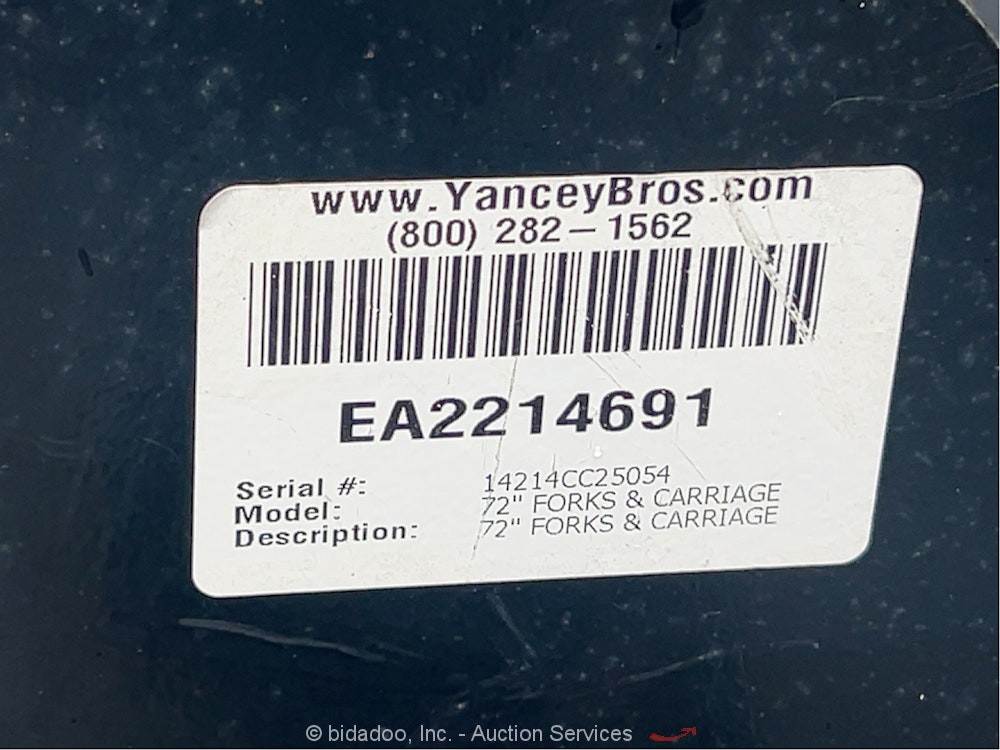 www.YanceyBros.com
(800) 282-1562
EA2214691
Serial #: 14214CC25054
Model: 72" FORKS & CARRIAGE
Description: 72" FORKS & CARRIAGE
© bidadoo, Inc. - Auction Services